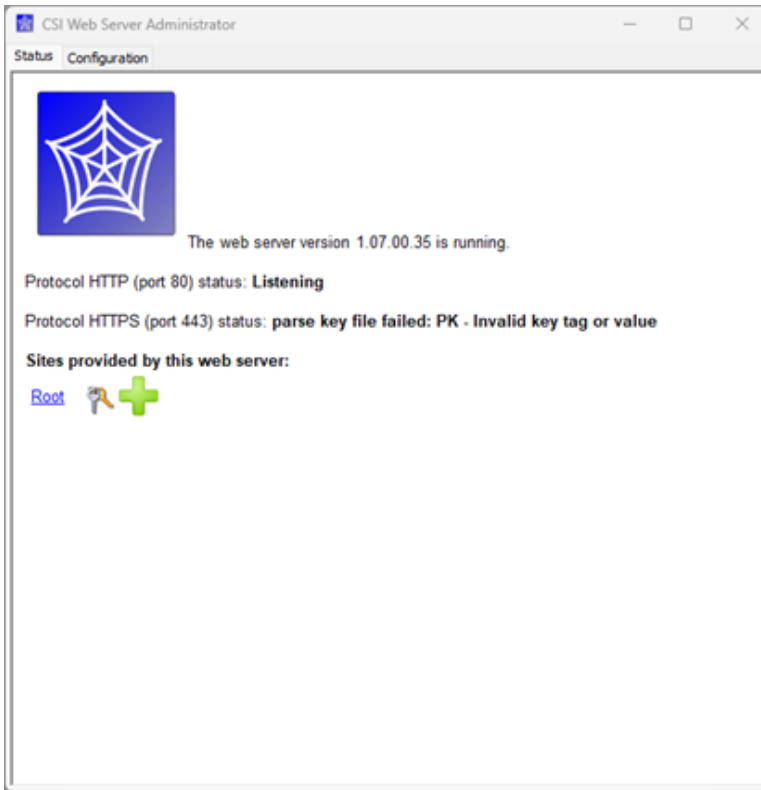 CSI Web Server Administrator
Status Configuration
The web server version 1.07.00.35 is running.
Protocol HTTP (port 80) status: Listening
Protocol HTTPS (port 443) status: parse key file failed: PK - Invalid key tag or value
Sites provided by this web server:
Root